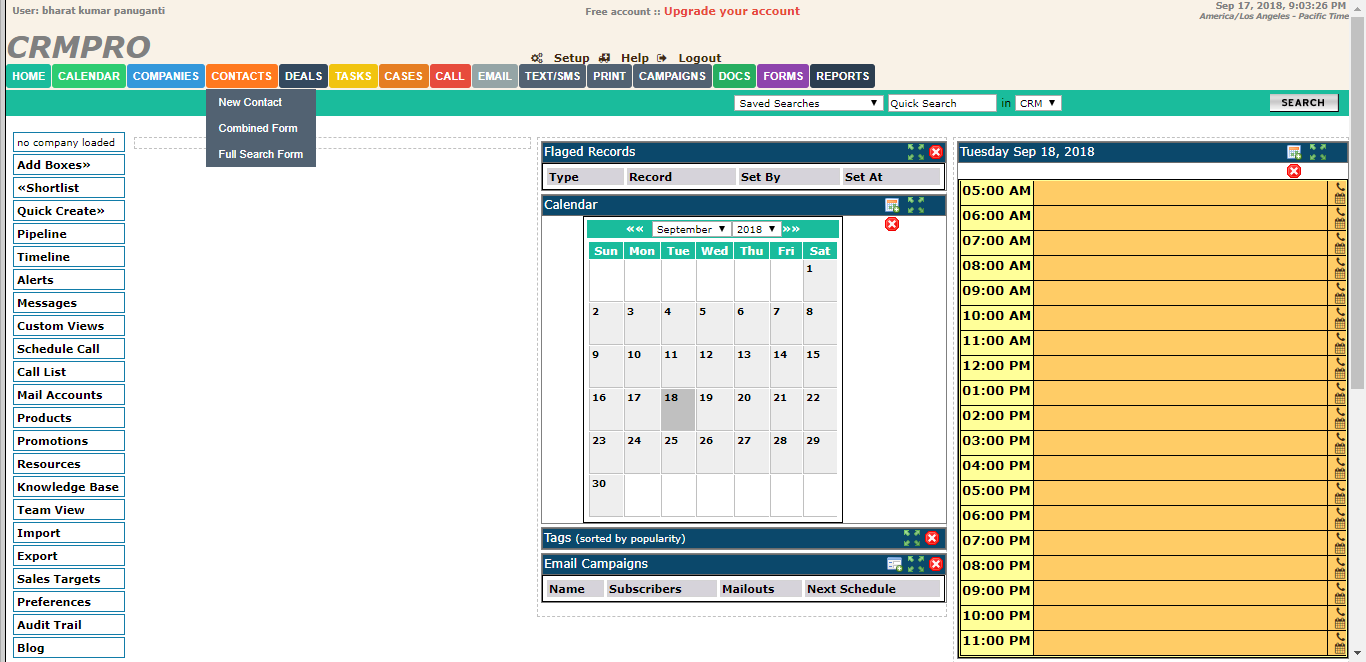 User: bharat kumar panuganti
Free account :: Upgrade your account
Sep 17, 2018, 9:03:26 PM
America/Los Angeles - Pacific Time
CRMPRO
Setup Help Logout
HOME CALENDAR COMPANIES CONTACTS DEALS TASKS CASES CALL EMAIL TEXT/SMS PRINT CAMPAIGNS DOCS FORMS REPORTS
New Contact
Combined Form
Full Search Form
Saved Searches Quick Search in CRM SEARCH
no company loaded
Add Boxes»
«Shortlist
Quick Create»
Pipeline
Timeline
Alerts
Messages
Custom Views
Schedule Call
Call List
Mail Accounts
Products
Promotions
Resources
Knowledge Base
Team View
Import
Export
Sales Targets
Preferences
Audit Trail
Blog
Flaged Records
Type Record Set By Set At
Calendar
«« September 2018 »»
Sun Mon Tue Wed Thu Fri Sat
1
2 3 4 5 6 7 8
9 10 11 12 13 14 15
16 17 18 19 20 21 22
23 24 25 26 27 28 29
30
Tags (sorted by popularity)
Email Campaigns
Name Subscribers Mailouts Next Schedule
Tuesday Sep 18, 2018
05:00 AM
06:00 AM
07:00 AM
08:00 AM
09:00 AM
10:00 AM
11:00 AM
12:00 PM
01:00 PM
02:00 PM
03:00 PM
04:00 PM
05:00 PM
06:00 PM
07:00 PM
08:00 PM
09:00 PM
10:00 PM
11:00 PM